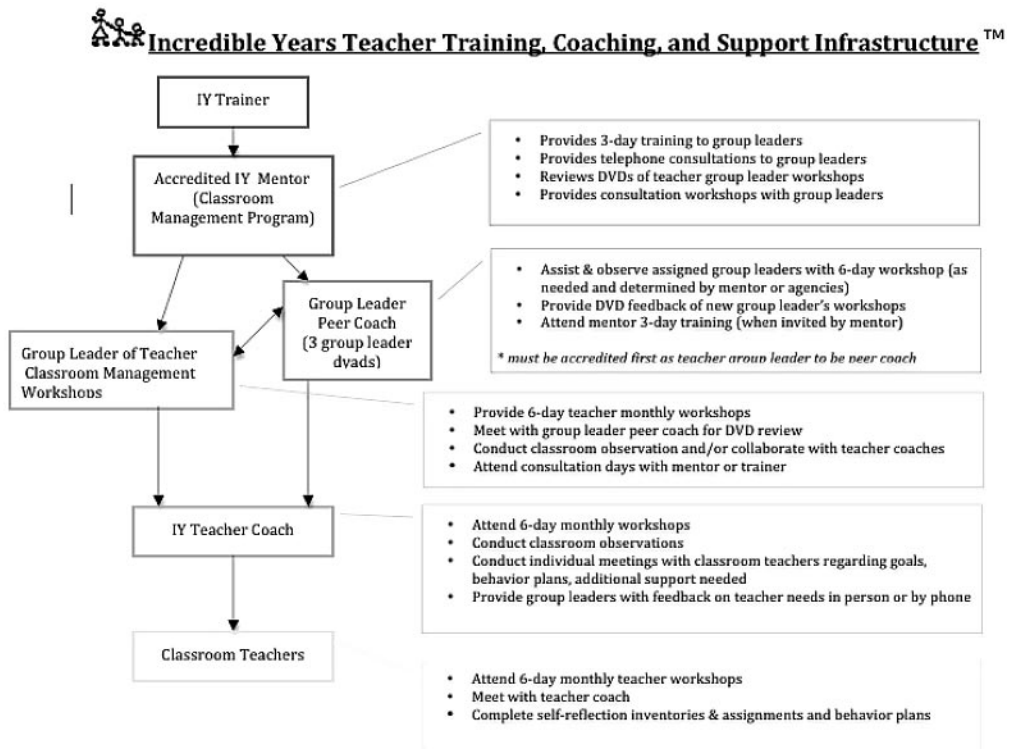 Incredible Years Teacher Training, Coaching, and Support Infrastructure ™
IY Trainer
Accredited IY Mentor
(Classroom
Management Program)
• Provides 3-day training to group leaders
• Provides telephone consultations to group leaders
• Reviews DVDs of teacher group leader workshops
• Provides consultation workshops with group leaders
Group Leader
Peer Coach
(3 group leader
dyads)
• Assist & observe assigned group leaders with 6-day workshop (as
needed and determined by mentor or agencies)
• Provide DVD feedback of new group leader's workshops
• Attend mentor 3-day training (when invited by mentor)
* must be accredited first as teacher group leader to be peer coach
Group Leader of Teacher
Classroom Management
Workshops
• Provide 6-day teacher monthly workshops
• Meet with group leader peer coach for DVD review
• Conduct classroom observation and/or collaborate with teacher coaches
• Attend consultation days with mentor or trainer
IY Teacher Coach
• Attend 6-day monthly workshops
• Conduct classroom observations
• Conduct individual meetings with classroom teachers regarding goals,
behavior plans, additional support needed
• Provide group leaders with feedback on teacher needs in person or by phone
Classroom Teachers
• Attend 6-day monthly teacher workshops
• Meet with teacher coach
• Complete self-reflection inventories & assignments and behavior plans